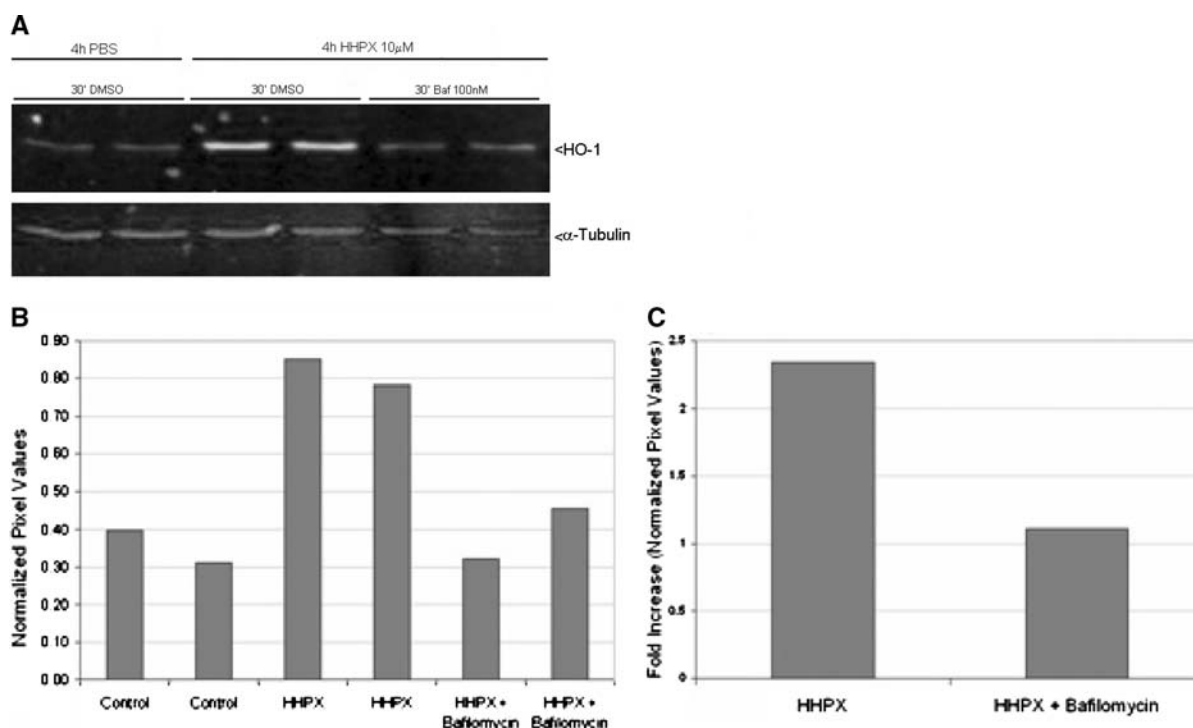 A
4h PBS
4h HHPX 10µM
30' DMSO
30' DMSO
30' Baf 100nM
<HO-1
<α-Tubulin
B
Normalized Pixel Values
0.90
0.80
0.70
0.60
0.50
0.40
0.30
0.20
0.10
0.00
Control
Control
HHPX
HHPX
HHPX +
Bafilomycin
HHPX +
Bafilomycin
C
Fold Increase (Normalized Pixel Values)
2.5
2
1.5
1
0.5
0
HHPX
HHPX + Bafilomycin